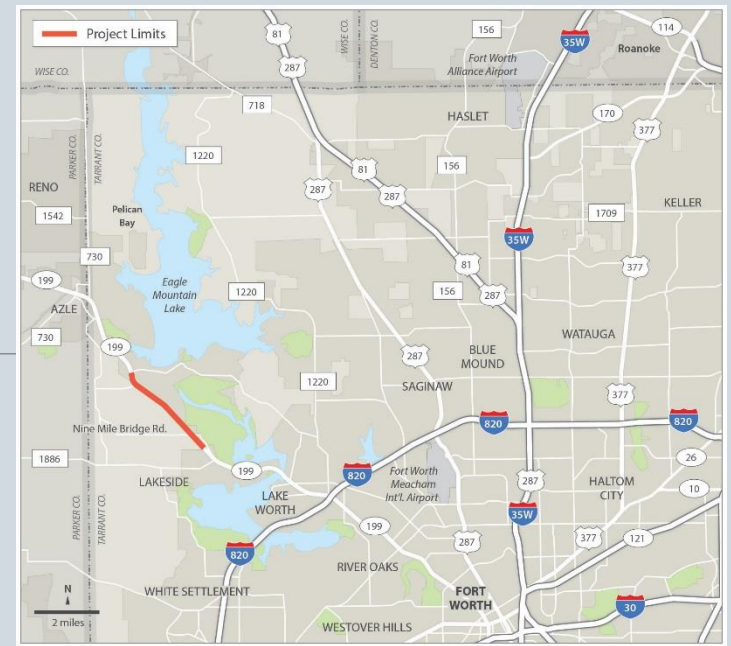 Project Limits
81
287
WISE CO.
DENTON CO.
156
Fort Worth
Alliance Airport
35W
114
Roanoke
WISE CO.
PARKER CO.
TARRANT CO.
718
HASLET
170
377
1220
287
81
287
156
RENO
1542
Pelican
Bay
1709
KELLER
730
35W
199
Eagle
Mountain
Lake
1220
81
287
156
377
AZLE
730
199
287
BLUE
MOUND
WATAUGA
1220
SAGINAW
377
820
820
Nine Mile Bridge Rd.
1886
199
LAKESIDE
820
Fort Worth
Meacham
Int'l. Airport
287
HALTOM
CITY
26
10
LAKE
WORTH
199
35W
377
121
PARKER CO.
TARRANT CO.
820
287
RIVER OAKS
WHITE SETTLEMENT
FORT
WORTH
30
N
2 miles
WESTOVER HILLS